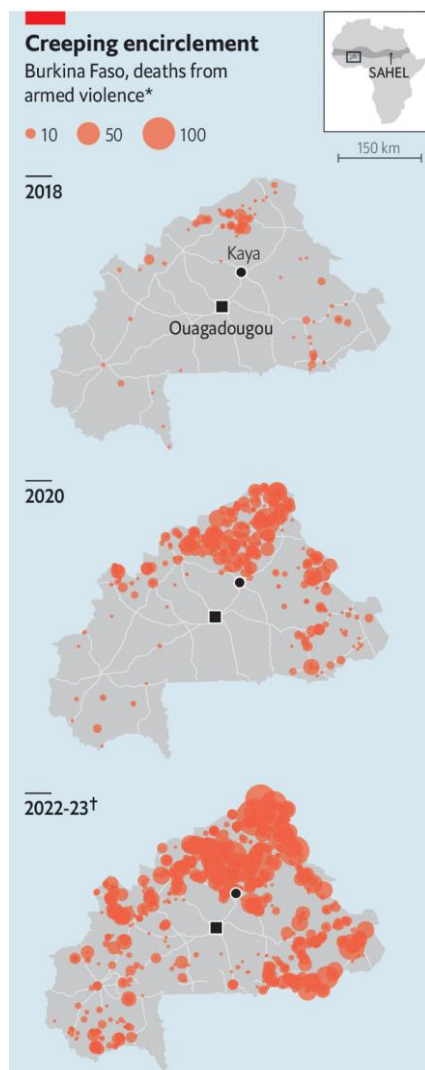 Creeping encirclement
Burkina Faso, deaths from
armed violence*
10 50 100
SAHEL
150 km
2018
Kaya
Ouagadougou
2020
2022-23†